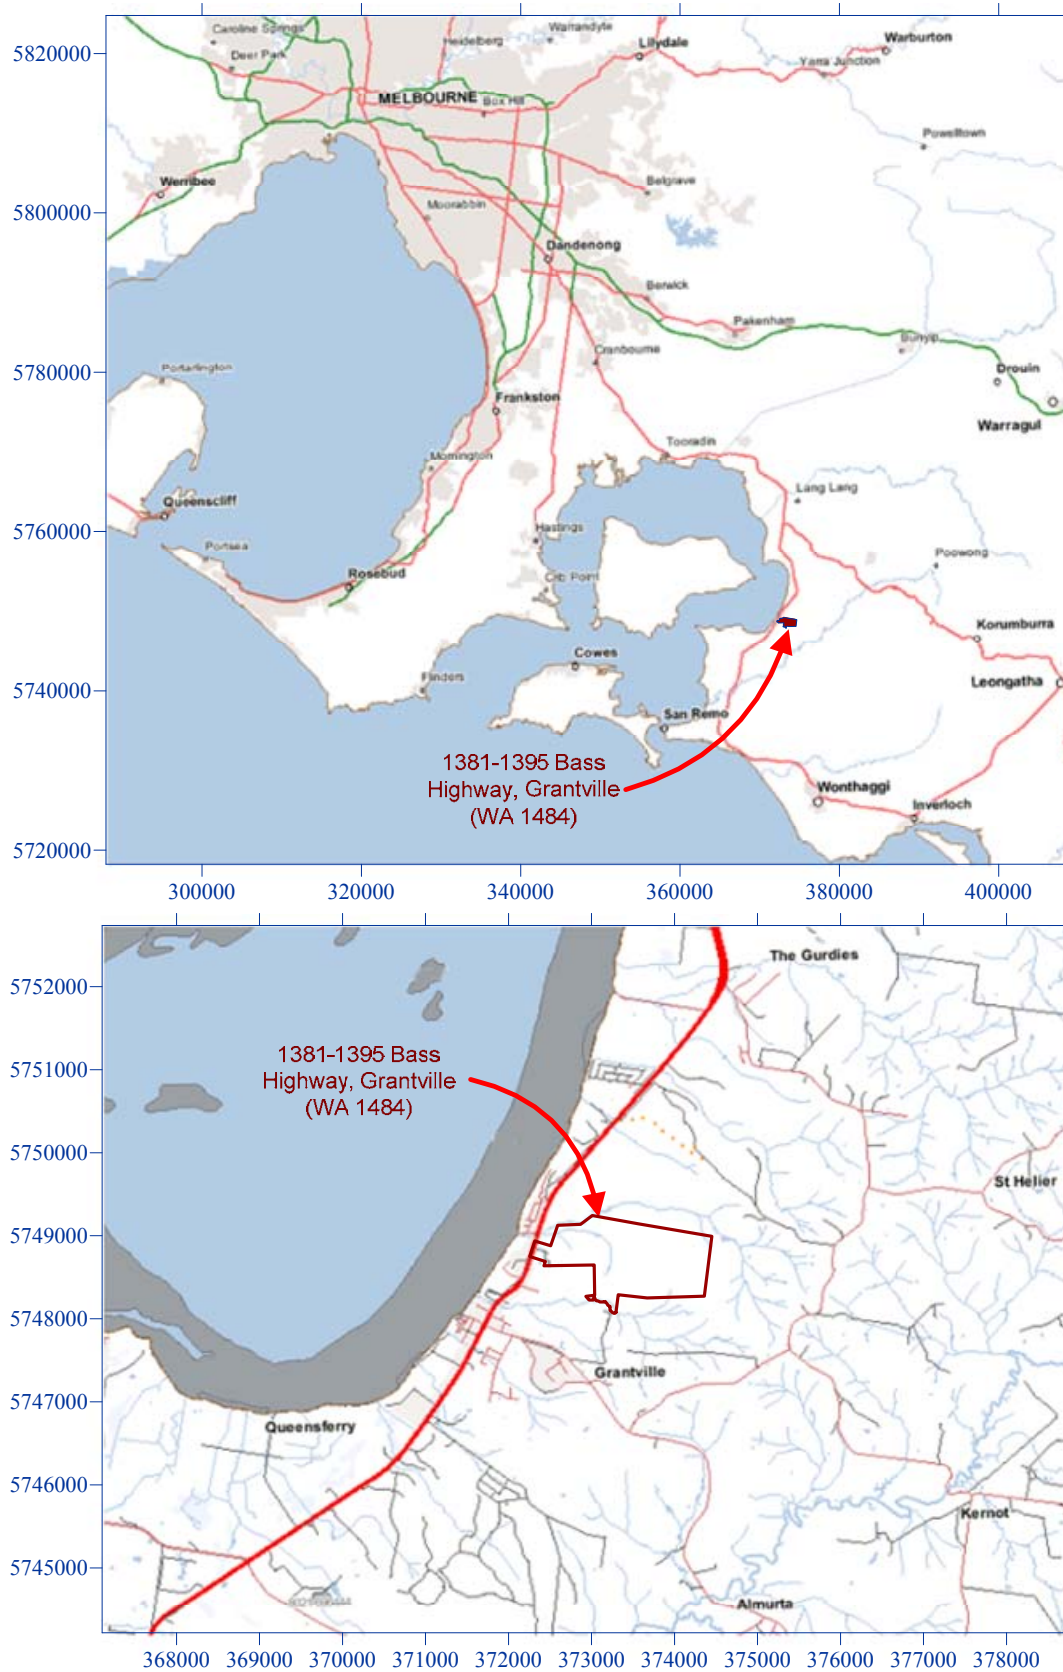 5820000
5800000
5780000
5760000
5740000
5720000
Caroline Springs
Deer Park
Heidelberg
Warrandyte
Lilydale
Warburton
Yarra Junction
MELBOURNE
Box Hill
Powelltown
Werribee
Belgrave
Moorabbin
Dandenong
Berwick
Pakenham
Bunyip
Portarlington
Cranbourne
Drouin
Frankston
Warragul
Tooradin
Mornington
Lang Lang
Queenscliff
Hastings
Portsea
Poowong
Rosebud
Crib Point
Korumburra
Cowes
Flinders
Leongatha
San Remo
1381-1395 Bass
Highway, Grantville
(WA 1484)
Wonthaggi
Inverloch
300000
320000
340000
360000
380000
400000
5752000
5751000
5750000
5749000
5748000
5747000
5746000
5745000
The Gurdies
1381-1395 Bass
Highway, Grantville
(WA 1484)
St Helier
Grantville
Queensferry
Kernot
Almurta
368000
369000
370000
371000
372000
373000
374000
375000
376000
377000
378000